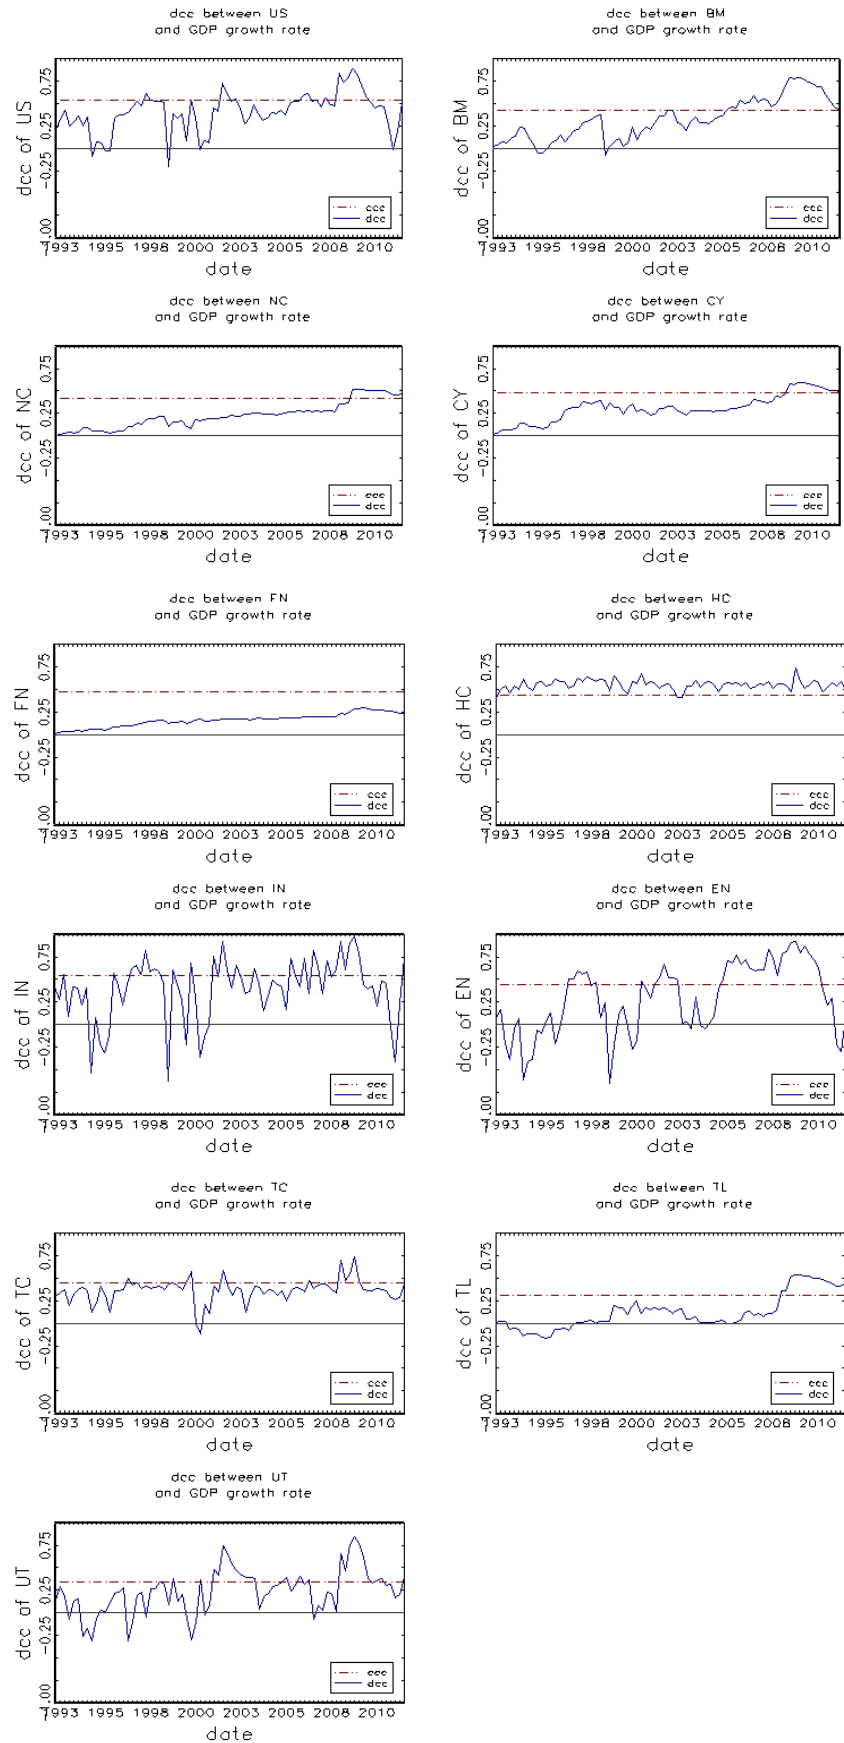 dcc between US
and GDP growth rate
dcc of US
0.75
0.25
-0.25
-1.00
ccc
dcc
1993 1995 1998 2000 2003 2005 2008 2010
date
dcc between BM
and GDP growth rate
dcc of BM
0.75
0.25
-0.25
-1.00
ccc
dcc
1993 1995 1998 2000 2003 2005 2008 2010
date
dcc between NC
and GDP growth rate
dcc of NC
0.75
0.25
-0.25
-1.00
ccc
dcc
1993 1995 1998 2000 2003 2005 2008 2010
date
dcc between CY
and GDP growth rate
dcc of CY
0.75
0.25
-0.25
-1.00
ccc
dcc
1993 1995 1998 2000 2003 2005 2008 2010
date
dcc between FN
and GDP growth rate
dcc of FN
0.75
0.25
-0.25
-1.00
ccc
dcc
1993 1995 1998 2000 2003 2005 2008 2010
date
dcc between HC
and GDP growth rate
dcc of HC
0.75
0.25
-0.25
-1.00
ccc
dcc
1993 1995 1998 2000 2003 2005 2008 2010
date
dcc between IN
and GDP growth rate
dcc of IN
0.75
0.25
-0.25
-1.00
ccc
dcc
1993 1995 1998 2000 2003 2005 2008 2010
date
dcc between EN
and GDP growth rate
dcc of EN
0.75
0.25
-0.25
-1.00
ccc
dcc
1993 1995 1998 2000 2003 2005 2008 2010
date
dcc between TC
and GDP growth rate
dcc of TC
0.75
0.25
-0.25
-1.00
ccc
dcc
1993 1995 1998 2000 2003 2005 2008 2010
date
dcc between TL
and GDP growth rate
dcc of TL
0.75
0.25
-0.25
-1.00
ccc
dcc
1993 1995 1998 2000 2003 2005 2008 2010
date
dcc between UT
and GDP growth rate
dcc of UT
0.75
0.25
-0.25
-1.00
ccc
dcc
1993 1995 1998 2000 2003 2005 2008 2010
date